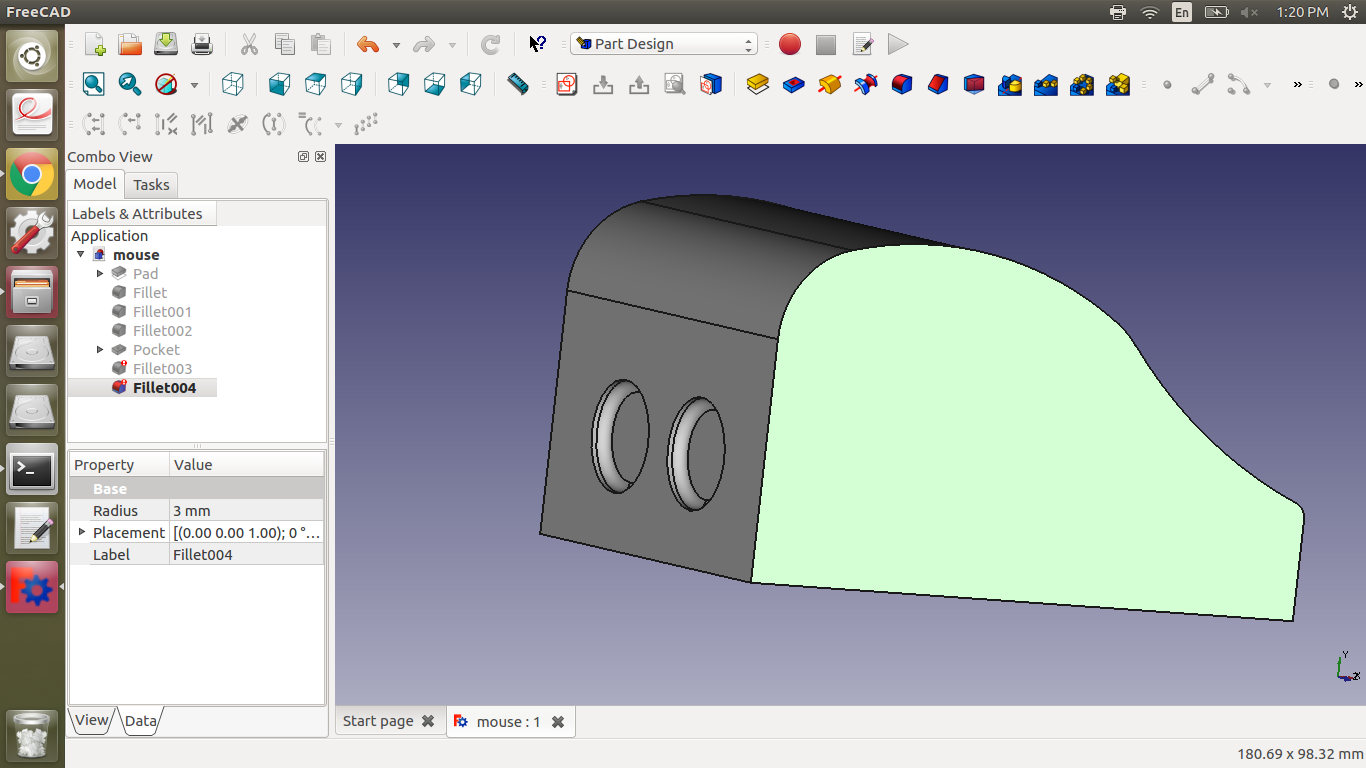 FreeCAD
En
1:20 PM
Part Design
Combo View
Model
Tasks
Labels & Attributes
Application
mouse
Pad
Fillet
Fillet001
Fillet002
Pocket
Fillet003
Fillet004
Property Value
Base
Radius 3 mm
Placement [(0.00 0.00 1.00); 0 °...
Label Fillet004
View
Data
Y
Start page
mouse : 1
180.69 x 98.32 mm